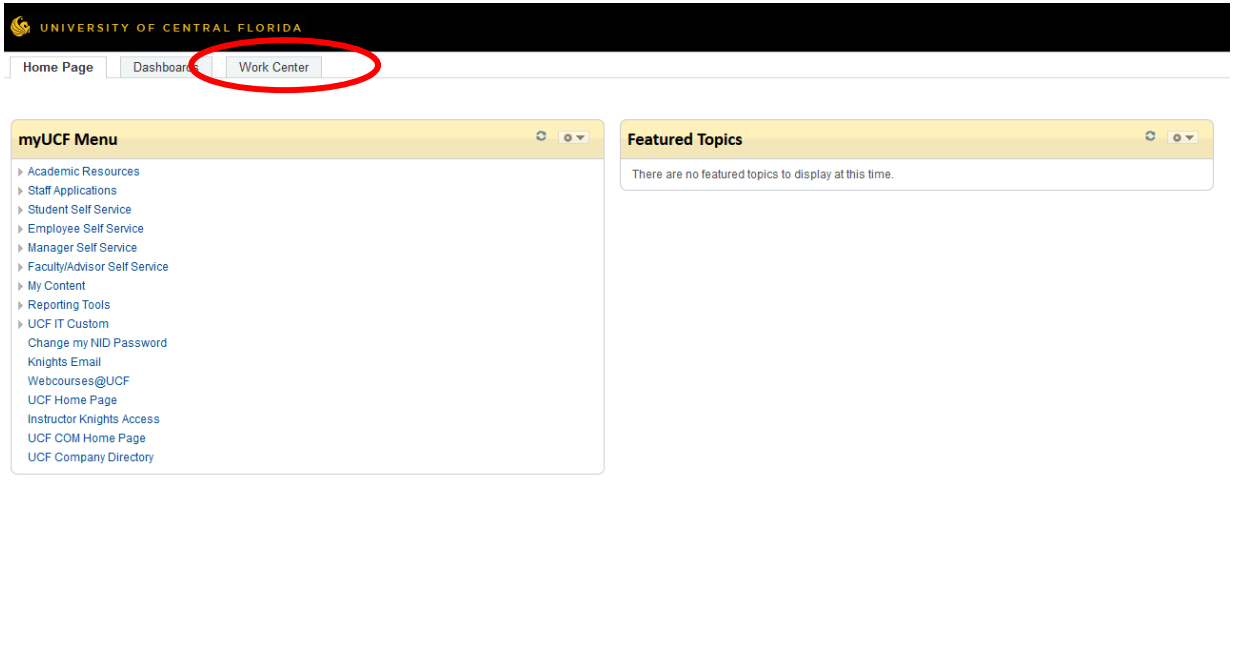 UNIVERSITY OF CENTRAL FLORIDA
Home Page Dashboards Work Center
myUCF Menu
Academic Resources
Staff Applications
Student Self Service
Employee Self Service
Manager Self Service
Faculty/Advisor Self Service
My Content
Reporting Tools
UCF IT Custom
Change my NID Password
Knights Email
Webcourses@UCF
UCF Home Page
Instructor Knights Access
UCF COM Home Page
UCF Company Directory
Featured Topics
There are no featured topics to display at this time.